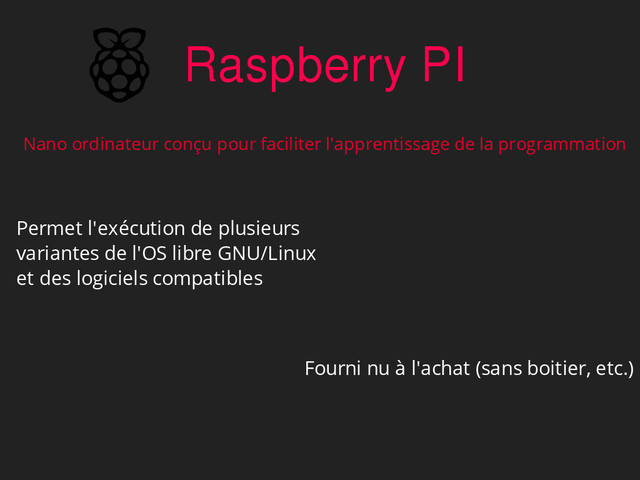 Raspberry PI
Nano ordinateur conçu pour faciliter l'apprentissage de la programmation
Permet l'exécution de plusieurs
variantes de l'OS libre GNU/Linux
et des logiciels compatibles
Fourni nu à l'achat (sans boitier, etc.)